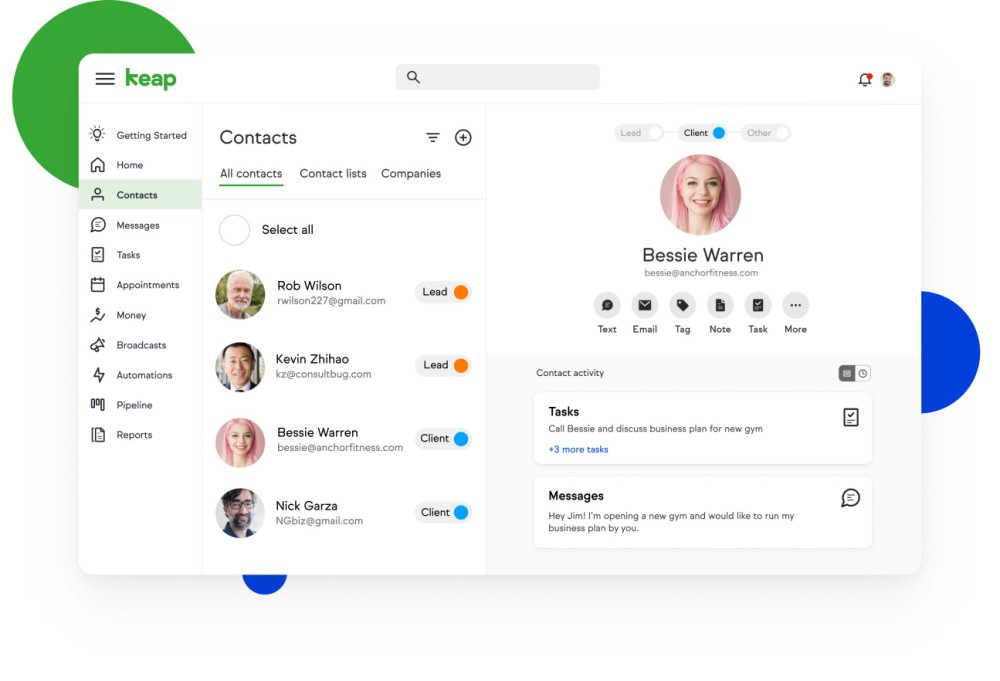 keap
Getting Started
Home
Contacts
Messages
Tasks
Appointments
Money
Broadcasts
Automations
Pipeline
Reports
Contacts
All contacts
Contact lists
Companies
Select all
Rob Wilson
rwilson227@gmail.com
Lead
Kevin Zhihao
kz@consultbug.com
Lead
Bessie Warren
bessie@anchorfitness.com
Client
Nick Garza
NGbiz@gmail.com
Client
Lead
Client
Other
Bessie Warren
bessie@anchorfitness.com
Text
Email
Tag
Note
Task
More
Contact activity
Tasks
Call Bessie and discuss business plan for new gym
+3 more tasks
Messages
Hey Jim! I'm opening a new gym and would like to run my
business plan by you.